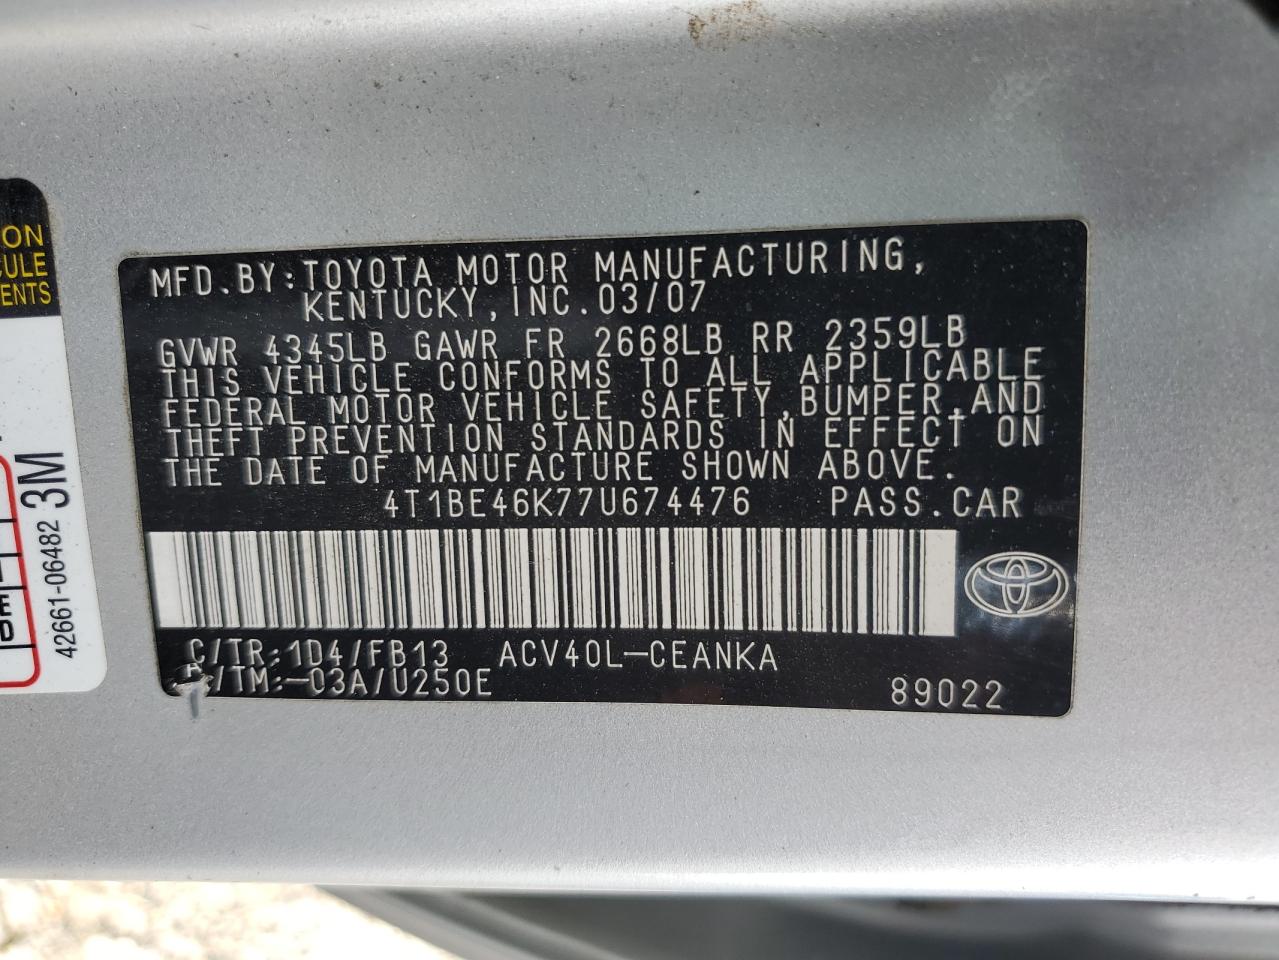 ON
CULE
ENTS
42661-06482 3M
MFD.BY:TOYOTA MOTOR MANUFACTURING,
KENTUCKY,INC.03/07
GVWR 4345LB GAWR FR 2668LB RR 2359LB
THIS VEHICLE CONFORMS TO ALL APPLICABLE
FEDERAL MOTOR VEHICLE SAFETY,BUMPER,AND
THEFT PREVENTION STANDARDS IN EFFECT ON
THE DATE OF MANUFACTURE SHOWN ABOVE.
4T1BE46K77U674476 PASS.CAR
C/TR:1D4/FB13 ACV40L-CEANKA
A/TM:-03A/U250E
89022